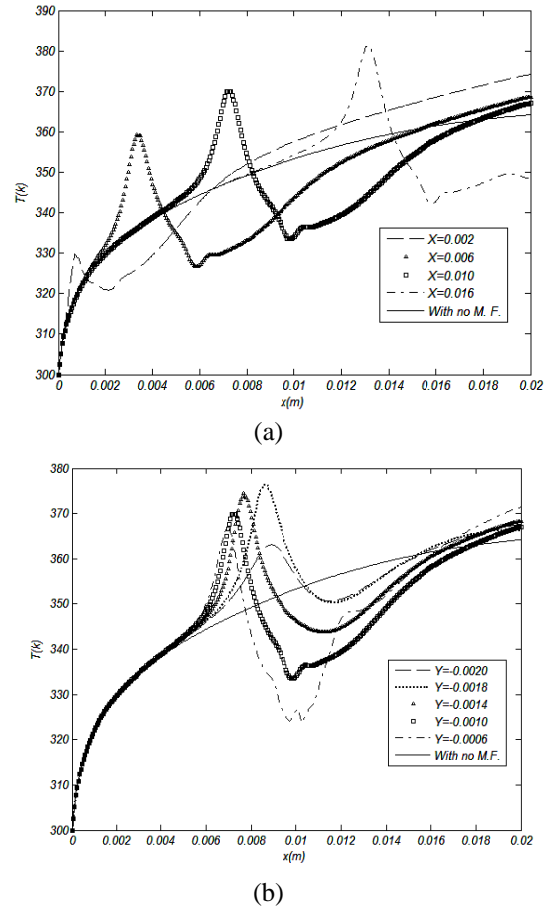 390
380
370
360
350
340
330
320
310
300
T(k)
X=0.002
X=0.006
X=0.010
X=0.016
With no M. F.
0 0.002 0.004 0.006 0.008 0.01 0.012 0.014 0.016 0.018 0.02
x(m)
(a)
380
370
360
350
340
330
320
310
300
T(k)
Y=-0.0020
Y=-0.0018
Y=-0.0014
Y=-0.0010
Y=-0.0006
With no M.F.
0 0.002 0.004 0.006 0.008 0.01 0.012 0.014 0.016 0.018 0.02
x(m)
(b)